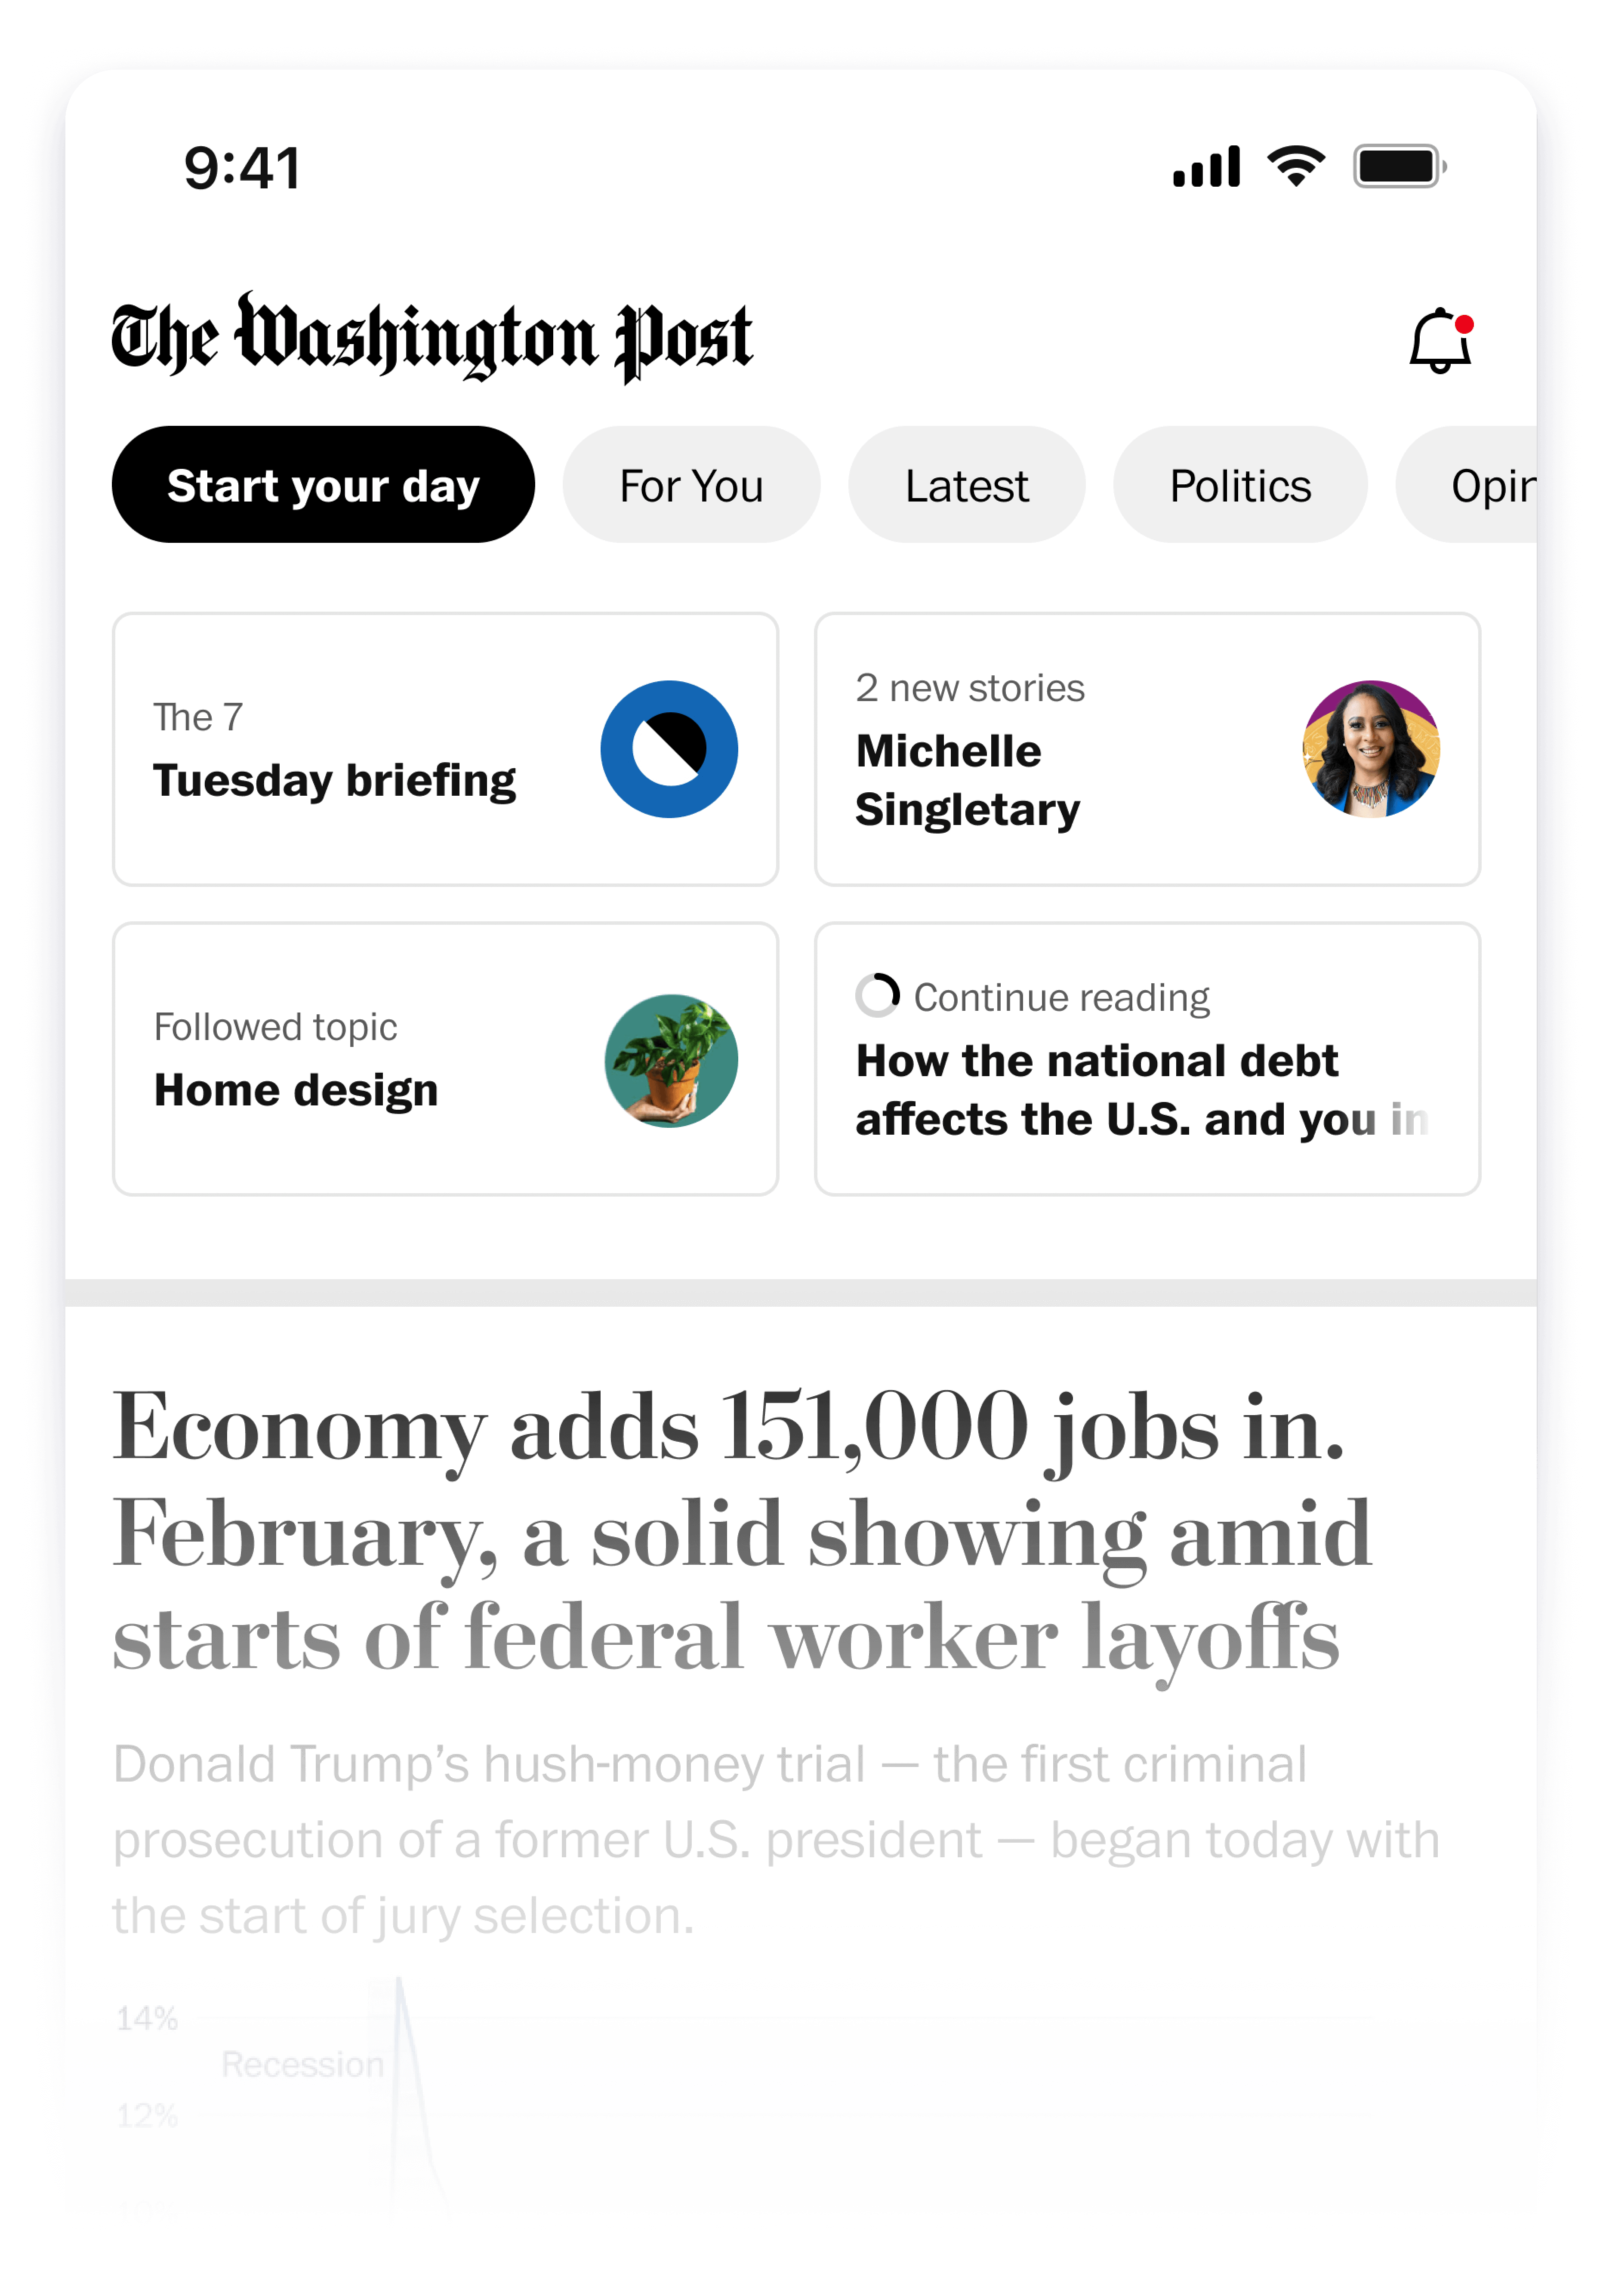 9:41
The Washington Post
Start your day
For You
Latest
Politics
Opin
The 7
Tuesday briefing
2 new stories
Michelle
Singletary
Followed topic
Home design
Continue reading
How the national debt
affects the U.S. and you in
Economy adds 151,000 jobs in.
February, a solid showing amid
starts of federal worker layoffs
Donald Trump’s hush-money trial — the first criminal
prosecution of a former U.S. president — began today with
the start of jury selection.
14%
Recession
12%
10%